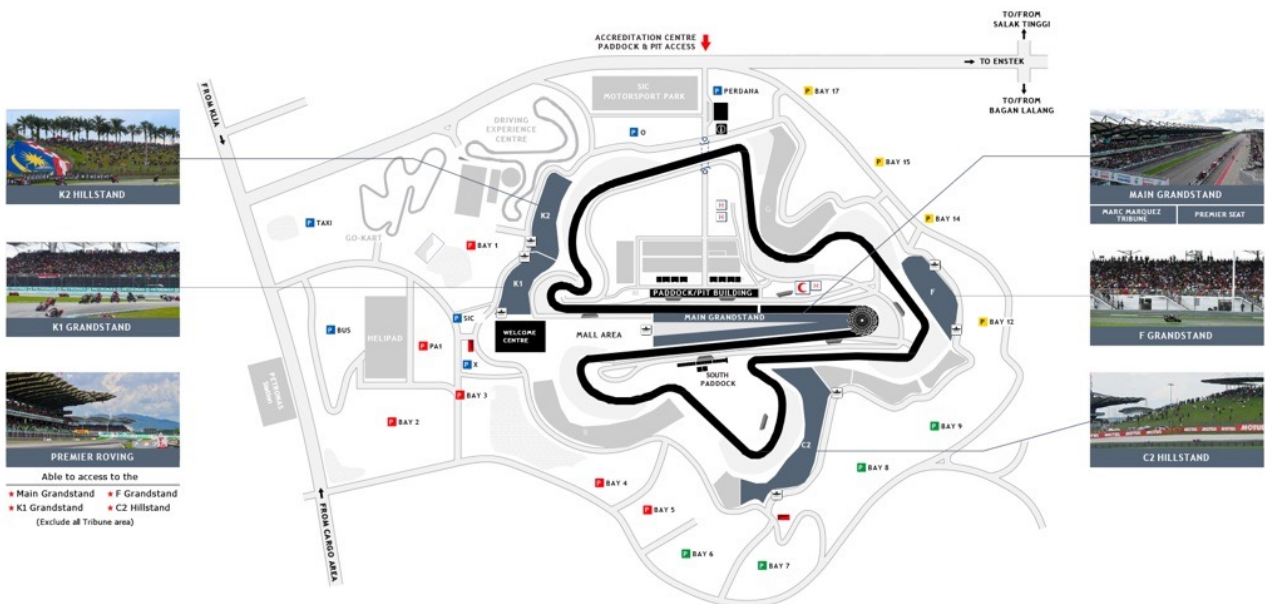 TO/FROM
SALAK TINGGI
ACCREDITATION CENTRE
PADDOCK & PIT ACCESS
TO ENSTEK
TO/FROM
BAGAN LALANG
FROM KLIA
SIC
MOTORSPORT PARK
P PERDANA
P BAY 17
DRIVING
EXPERIENCE
CENTRE
P O
P BAY 15
K2 HILLSTAND
MAIN GRANDSTAND
MARC MARQUEZ
TRIBUNE
PREMIER SEAT
K2
G
H
H
P TAXI
P BAY 14
GO-KART
P BAY 1
K1
PADDOCK/PIT BUILDING
H
F
K1 GRANDSTAND
P SIC
MAIN GRANDSTAND
P BAY 12
F GRANDSTAND
P BUS
HELIPAD
P PA1
WELCOME
CENTRE
MALL AREA
P X
SOUTH
PADDOCK
PETRONAS
P BAY 3
P BAY 2
C2
P BAY 9
PREMIER ROVING
C2 HILLSTAND
P BAY 8
Able to access to the
★ Main Grandstand ★ F Grandstand
★ K1 Grandstand ★ C2 Hillstand
(Exclude all Tribune area)
P BAY 4
FROM CARGO AREA
P BAY 5
P BAY 6
P BAY 7